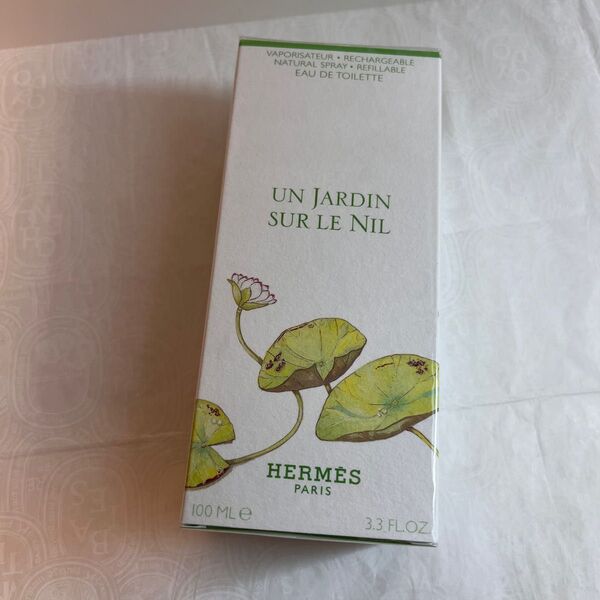 VAPORISATEUR • RECHARGEABLE
NATURAL SPRAY • REFILLABLE
EAU DE TOILETTE
UN JARDIN
SUR LE NIL
HERMÈS
PARIS
100 ML ℮
3.3 FL.OZ.